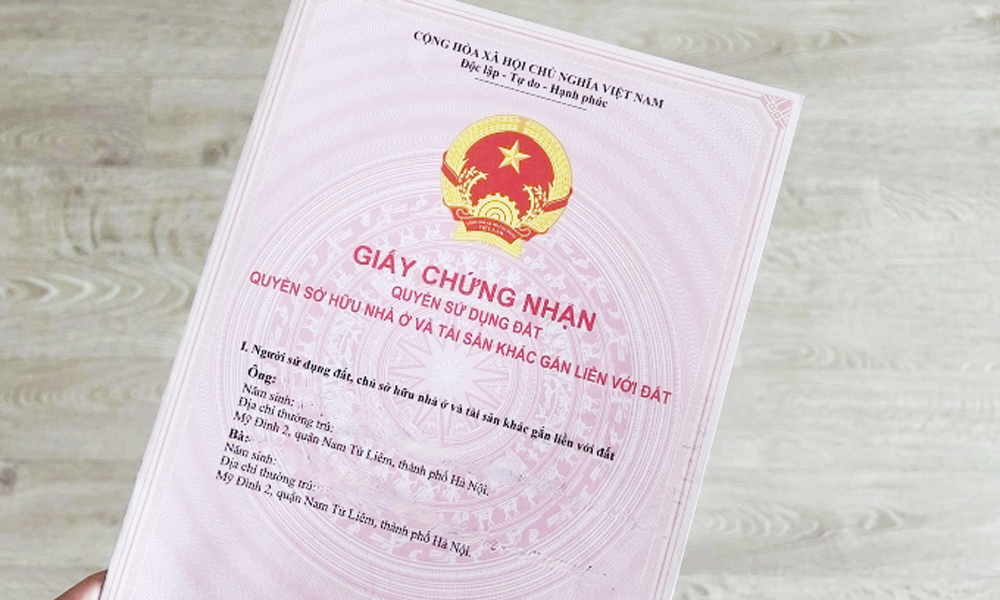 CỘNG HÒA XÃ HỘI CHỦ NGHĨA VIỆT NAM
Độc lập - Tự do - Hạnh phúc
VIỆT NAM
GIẤY CHỨNG NHẬN
QUYỀN SỬ DỤNG ĐẤT
QUYỀN SỞ HỮU NHÀ Ở VÀ TÀI SẢN KHÁC GẮN LIỀN VỚI ĐẤT
I. Người sử dụng đất, chủ sở hữu nhà ở và tài sản khác gắn liền với đất
Ông:
Năm sinh:
Địa chỉ thường trú:
Mỹ Đình 2, quận Nam Từ Liêm, thành phố Hà Nội.
Bà:
Năm sinh:
Địa chỉ thường trú:
Mỹ Đình 2, quận Nam Từ Liêm, thành phố Hà Nội.